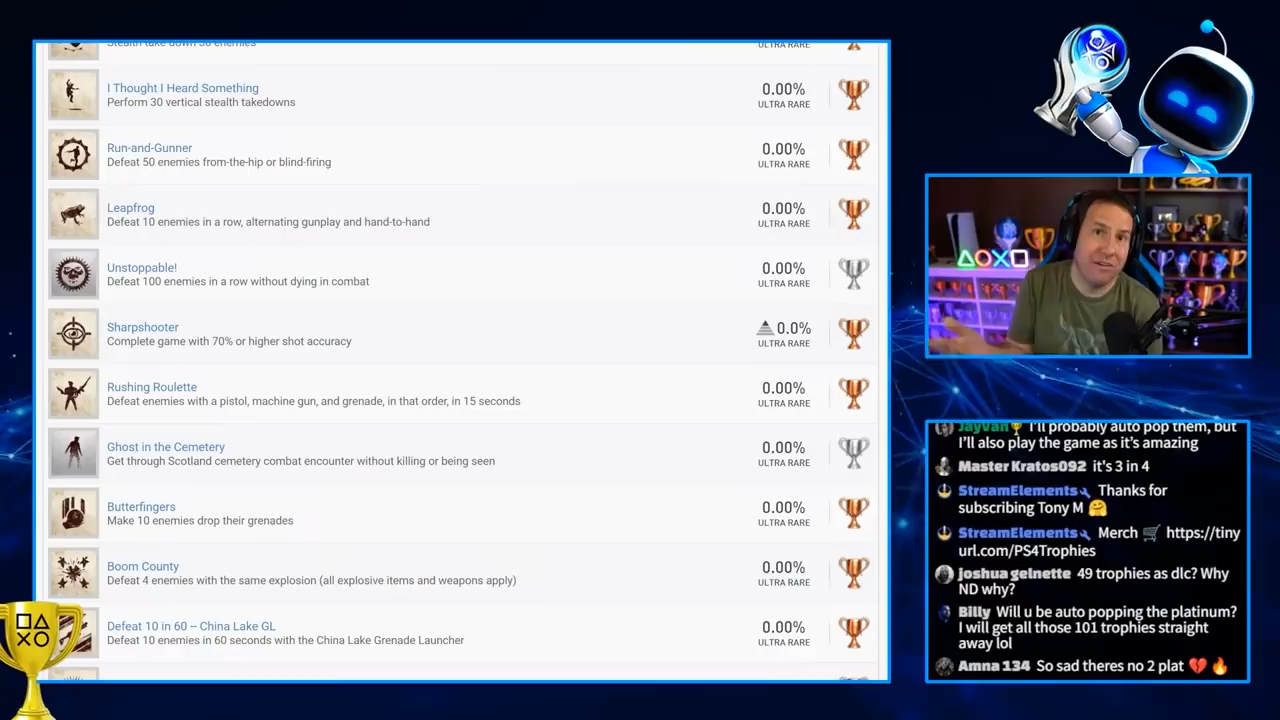 Stealth take down 50 enemies
ULTRA RARE
I Thought I Heard Something
Perform 30 vertical stealth takedowns
0.00%
ULTRA RARE
Run-and-Gunner
Defeat 50 enemies from-the-hip or blind-firing
0.00%
ULTRA RARE
Leapfrog
Defeat 10 enemies in a row, alternating gunplay and hand-to-hand
0.00%
ULTRA RARE
Unstoppable!
Defeat 100 enemies in a row without dying in combat
0.00%
ULTRA RARE
Sharpshooter
Complete game with 70% or higher shot accuracy
0.0%
ULTRA RARE
Rushing Roulette
Defeat enemies with a pistol, machine gun, and grenade, in that order, in 15 seconds
0.00%
ULTRA RARE
Ghost in the Cemetery
Get through Scotland cemetery combat encounter without killing or being seen
0.00%
ULTRA RARE
Butterfingers
Make 10 enemies drop their grenades
0.00%
ULTRA RARE
Boom County
Defeat 4 enemies with the same explosion (all explosive items and weapons apply)
0.00%
ULTRA RARE
Defeat 10 in 60 – China Lake GL
Defeat 10 enemies in 60 seconds with the China Lake Grenade Launcher
0.00%
ULTRA RARE
JayVan🏆 I'll probably auto pop them, but
I'll also play the game as it's amazing
Master Kratos092 it's 3 in 4
StreamElements🔧 Thanks for
subscribing Tony M 🤗
StreamElements🔧 Merch 🛒 https://tiny
url.com/PS4Trophies
joshua gelnette 49 trophies as dlc? Why
ND why?
Billy Will u be auto popping the platinum?
I will get all those 101 trophies straight
away lol
Amna 134 So sad theres no 2 plat 💔 🔥